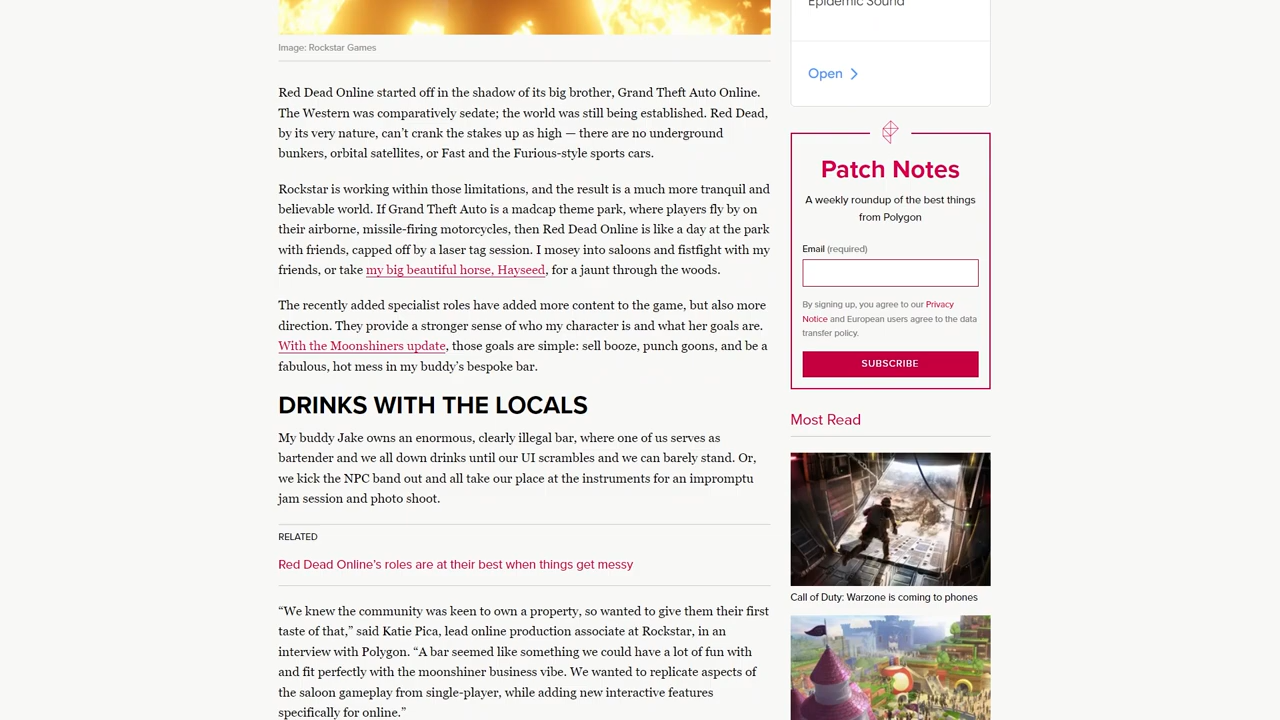 Epidemic Sound
Image: Rockstar Games
Open
Red Dead Online started off in the shadow of its big brother, Grand Theft Auto Online.
The Western was comparatively sedate; the world was still being established. Red Dead,
by its very nature, can’t crank the stakes up as high — there are no underground
bunkers, orbital satellites, or Fast and the Furious-style sports cars.
Rockstar is working within those limitations, and the result is a much more tranquil and
believable world. If Grand Theft Auto is a madcap theme park, where players fly by on
their airborne, missile-firing motorcycles, then Red Dead Online is like a day at the park
with friends, capped off by a laser tag session. I mosey into saloons and fistfight with my
friends, or take my big beautiful horse, Hayseed, for a jaunt through the woods.
The recently added specialist roles have added more content to the game, but also more
direction. They provide a stronger sense of who my character is and what her goals are.
With the Moonshiners update, those goals are simple: sell booze, punch goons, and be a
fabulous, hot mess in my buddy’s bespoke bar.
DRINKS WITH THE LOCALS
My buddy Jake owns an enormous, clearly illegal bar, where one of us serves as
bartender and we all down drinks until our UI scrambles and we can barely stand. Or,
we kick the NPC band out and all take our place at the instruments for an impromptu
jam session and photo shoot.
RELATED
Red Dead Online’s roles are at their best when things get messy
“We knew the community was keen to own a property, so wanted to give them their first
taste of that,” said Katie Pica, lead online production associate at Rockstar, in an
interview with Polygon. “A bar seemed like something we could have a lot of fun with
and fit perfectly with the moonshiner business vibe. We wanted to replicate aspects of
the saloon gameplay from single-player, while adding new interactive features
specifically for online.”
Patch Notes
A weekly roundup of the best things
from Polygon
Email (required)
By signing up, you agree to our Privacy
Notice and European users agree to the data
transfer policy.
SUBSCRIBE
Most Read
Call of Duty: Warzone is coming to phones